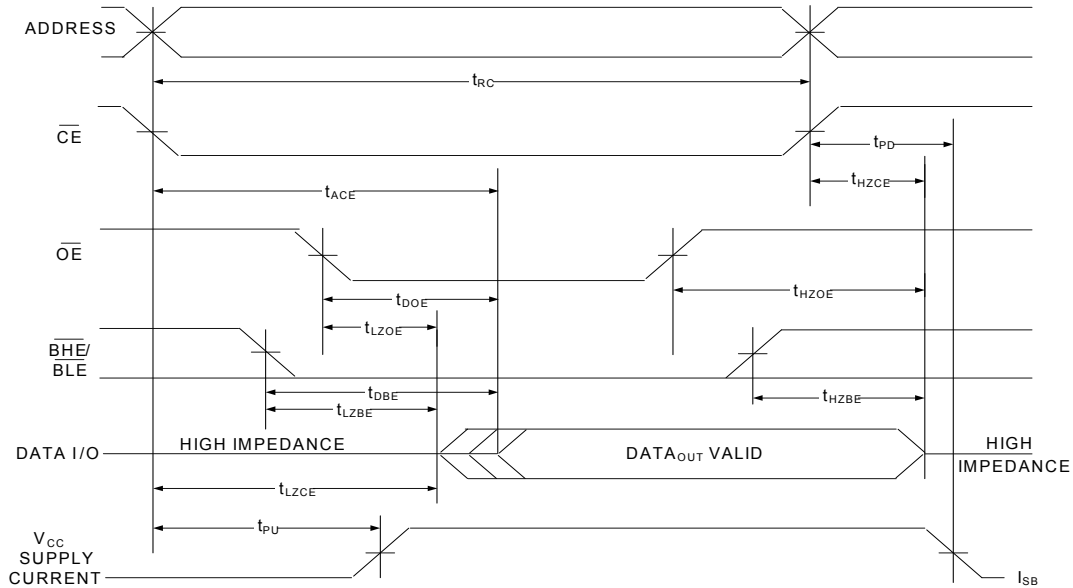 ADDRESS
tRC
CE
tPD
tHZCE
tACE
OE
tHZOE
tDOE
tLZOE
BHE/
BLE
tDBE
tHZBE
tLZBE
DATA I/O
HIGH IMPEDANCE
DATAOUT VALID
HIGH
IMPEDANCE
tLZCE
tPU
VCC
SUPPLY
CURRENT
ISB